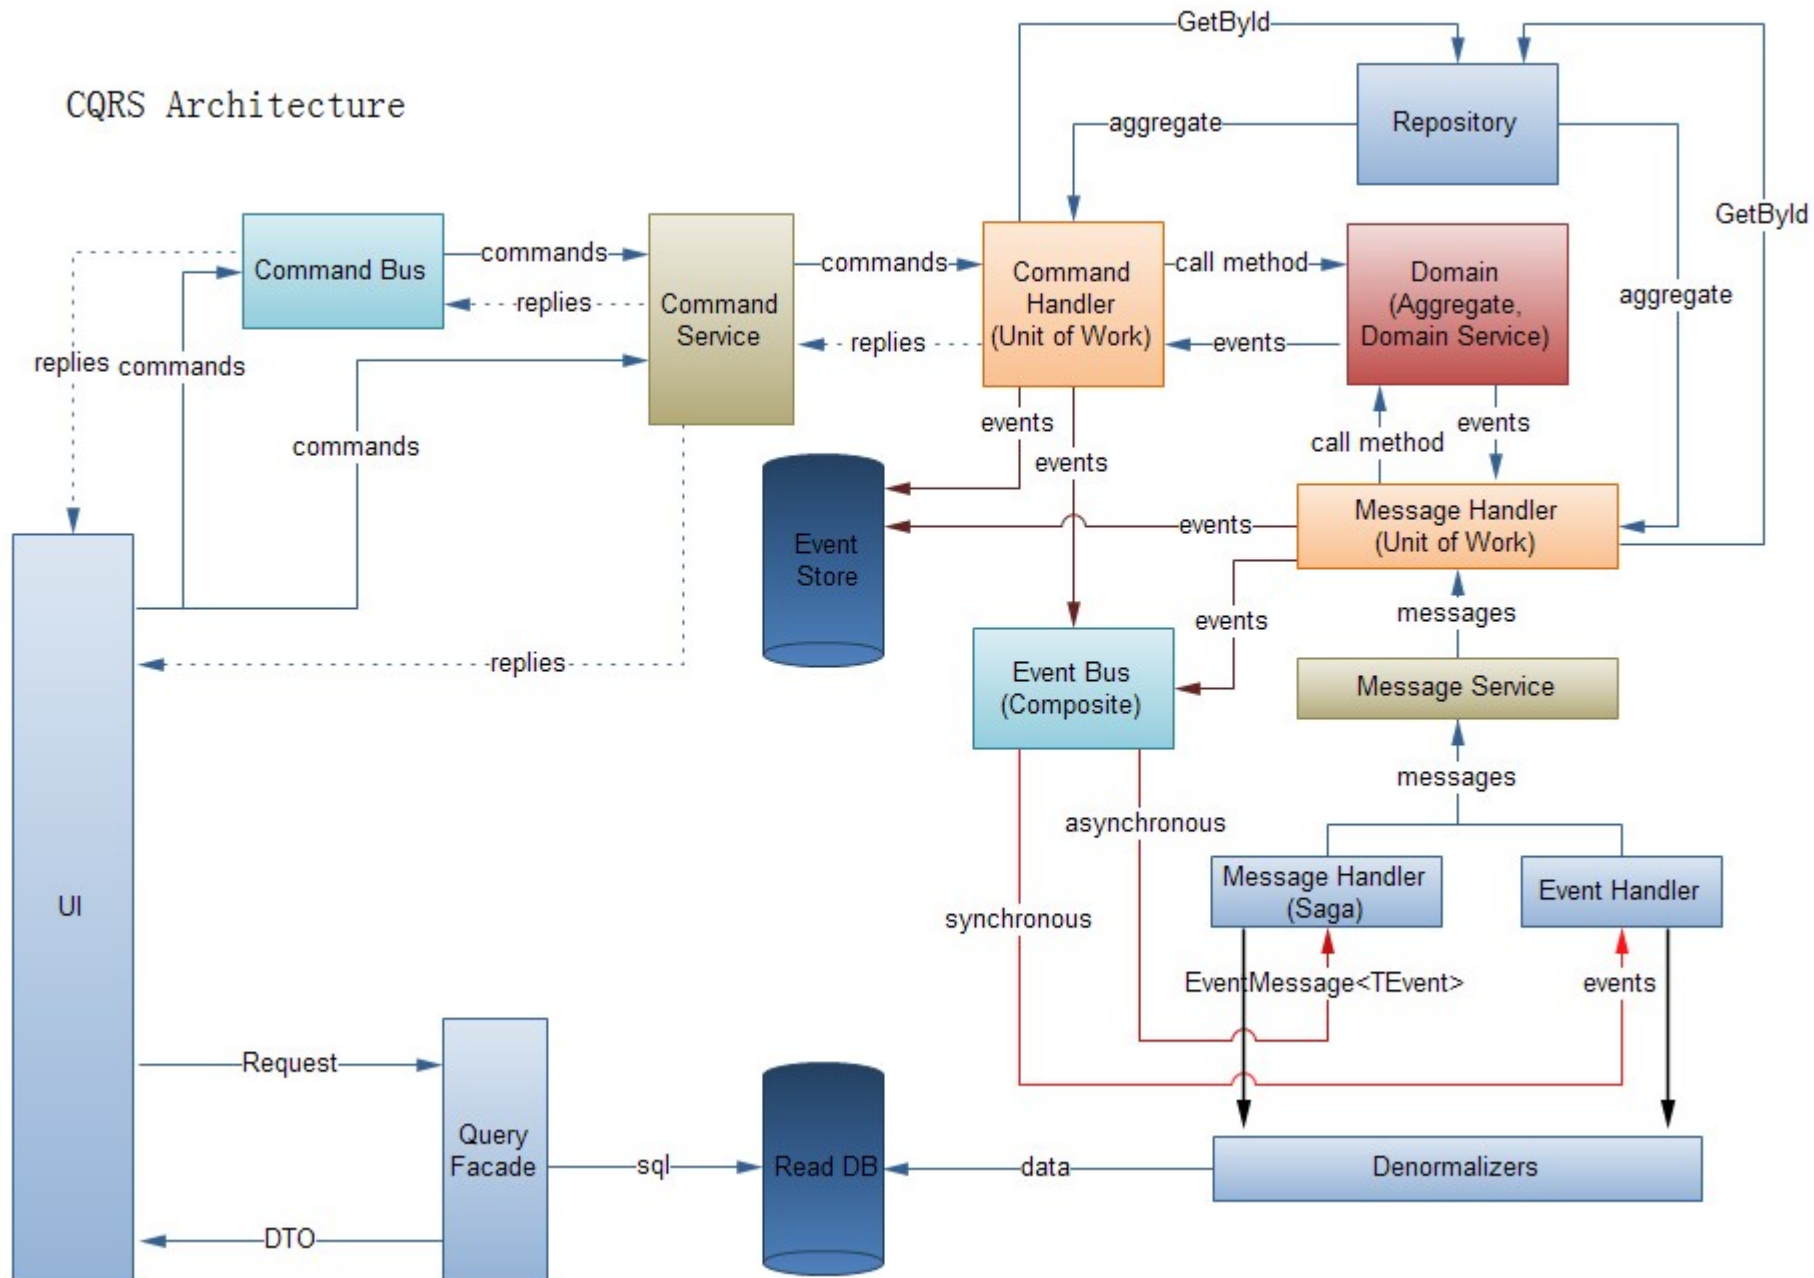 GetById
CQRS Architecture
aggregate
Repository
GetById
Command Bus
commands
replies
Command
Service
commands
replies
Command
Handler
(Unit of Work)
call method
events
Domain
(Aggregate,
Domain Service)
aggregate
replies
commands
commands
events
events
call method
events
Event
Store
events
Message Handler
(Unit of Work)
events
messages
replies
Event Bus
(Composite)
Message Service
messages
asynchronous
synchronous
Message Handler
(Saga)
Event Handler
UI
EventMessage<TEvent>
events
Request
Query
Facade
sql
Read DB
data
Denormalizers
DTO